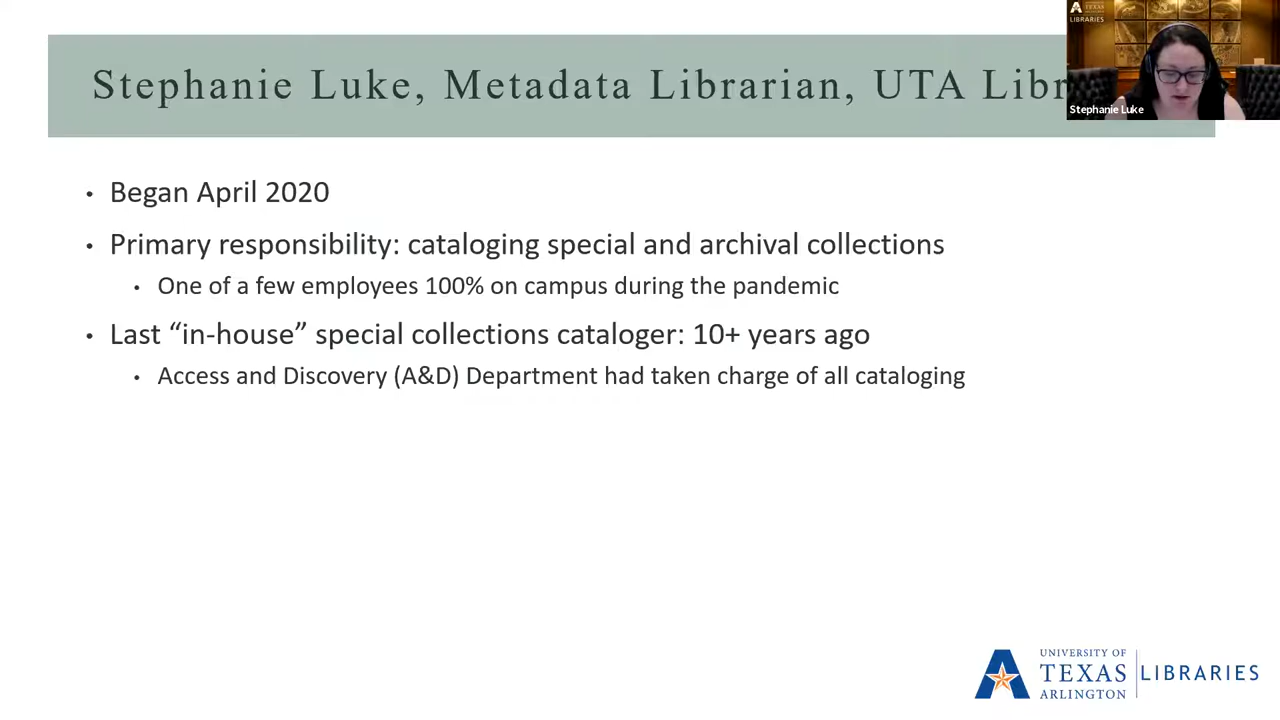 Stephanie Luke, Metadata Librarian, UTA Libr
TEXAS
LIBRARIES
Stephanie Luke
• Began April 2020
• Primary responsibility: cataloging special and archival collections
• One of a few employees 100% on campus during the pandemic
• Last “in-house” special collections cataloger: 10+ years ago
• Access and Discovery (A&D) Department had taken charge of all cataloging
UNIVERSITY OF
TEXAS
ARLINGTON
LIBRARIES